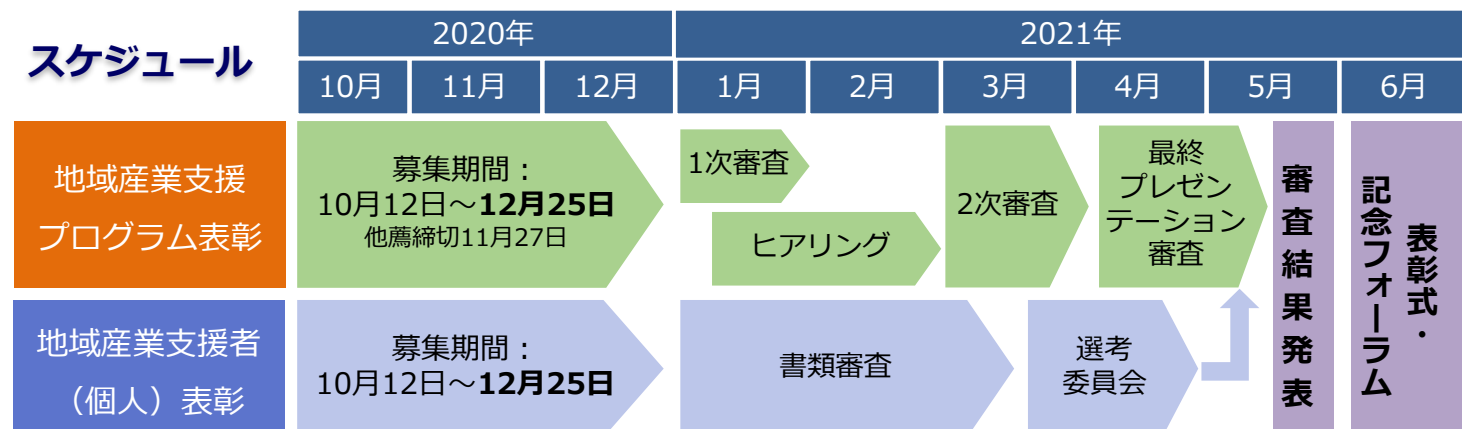 スケジュール
2020年
2021年
10月
11月
12月
1月
2月
3月
4月
5月
6月
地域産業支援
プログラム表彰
募集期間：
10月12日～12月25日
他薦締切11月27日
1次審査
ヒアリング
2次審査
最終
プレゼン
テーション
審査
地域産業支援者
（個人）表彰
募集期間：
10月12日～12月25日
書類審査
選考
委員会
審査結果発表
表彰式・
記念フォーラム